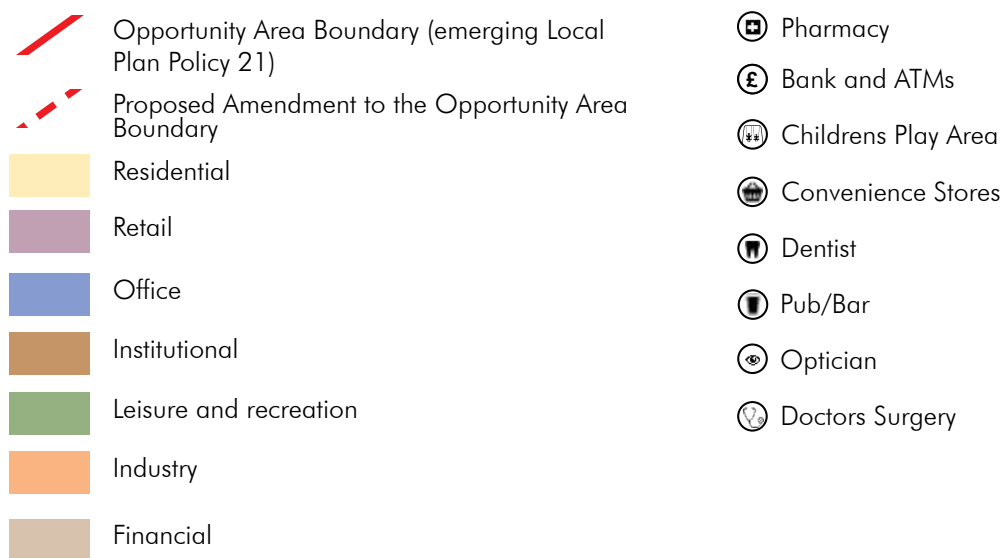 Opportunity Area Boundary (emerging Local
Plan Policy 21)
Proposed Amendment to the Opportunity Area
Boundary
Residential
Retail
Office
Institutional
Leisure and recreation
Industry
Financial
Pharmacy
£ Bank and ATMs
Childrens Play Area
Convenience Stores
Dentist
Pub/Bar
Optician
Doctors Surgery